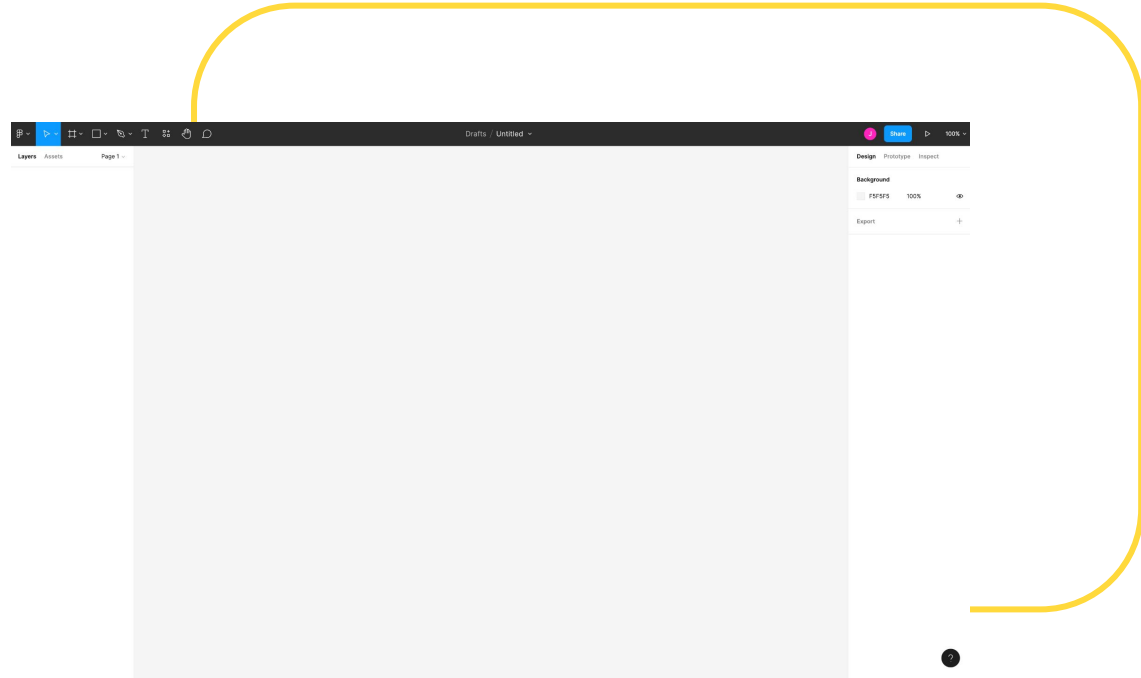 Drafts / Untitled
J
Share
100%
Layers Assets Page 1
Design Prototype Inspect
Background
F5F5F5 100%
Export
?